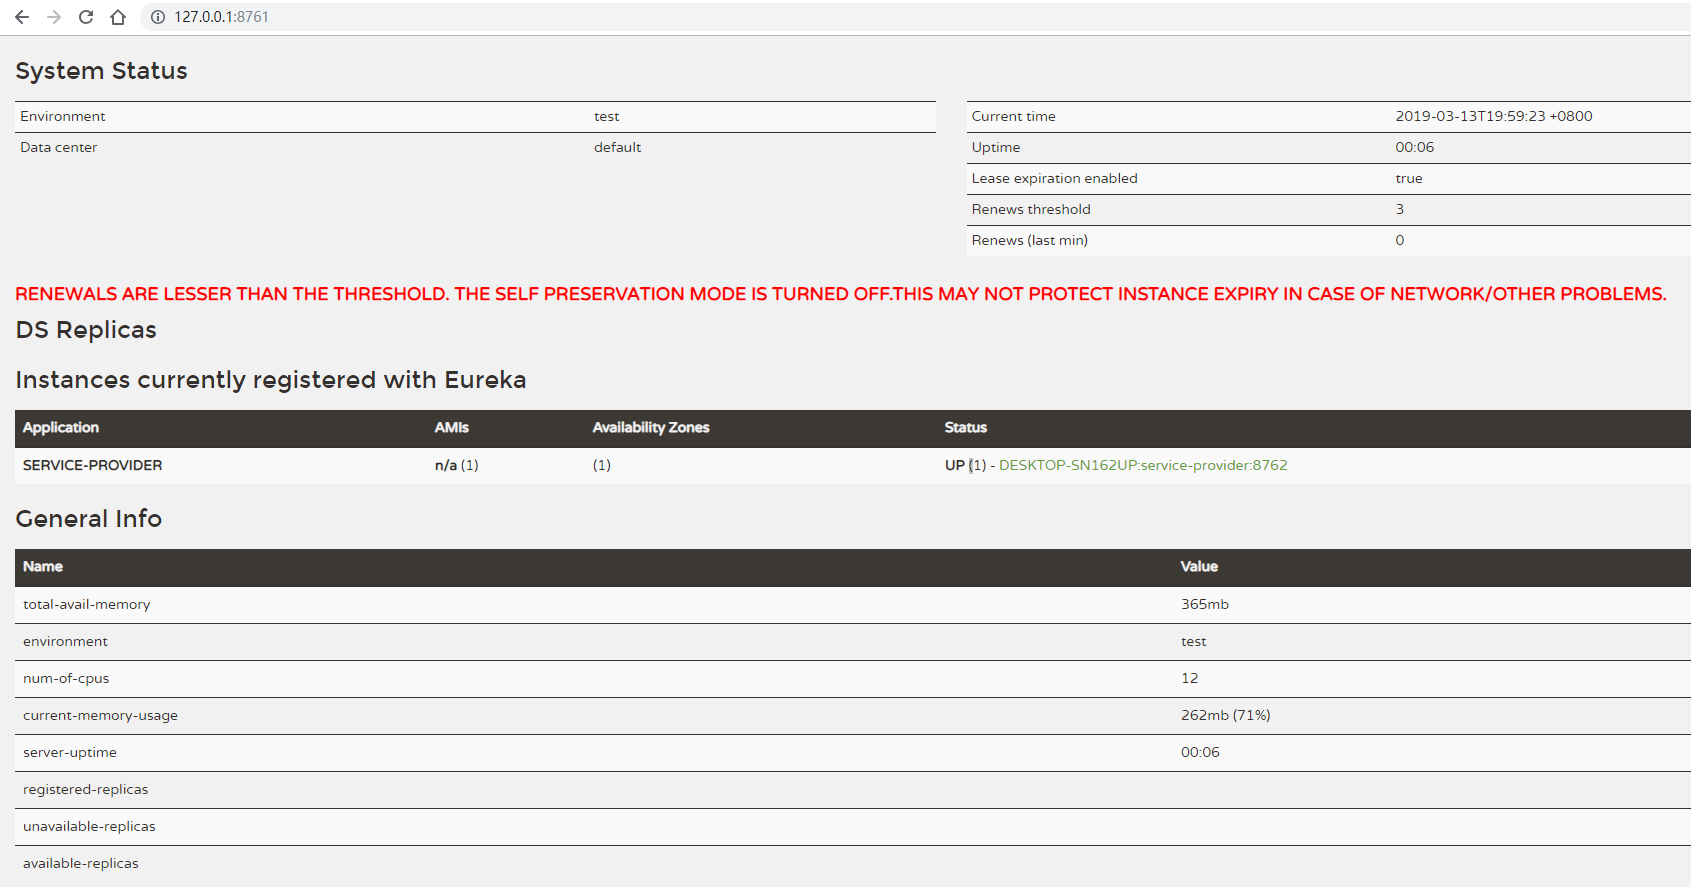 127.0.0.1:8761
System Status
Environment test
Data center default
Current time 2019-03-13T19:59:23 +0800
Uptime 00:06
Lease expiration enabled true
Renews threshold 3
Renews (last min) 0
RENEWALS ARE LESSER THAN THE THRESHOLD. THE SELF PRESERVATION MODE IS TURNED OFF.THIS MAY NOT PROTECT INSTANCE EXPIRY IN CASE OF NETWORK/OTHER PROBLEMS.
DS Replicas
Instances currently registered with Eureka
Application AMIs Availability Zones Status
SERVICE-PROVIDER n/a (1) (1) UP (1) - DESKTOP-SN162UP:service-provider:8762
General Info
Name Value
total-avail-memory 365mb
environment test
num-of-cpus 12
current-memory-usage 262mb (71%)
server-uptime 00:06
registered-replicas
unavailable-replicas
available-replicas